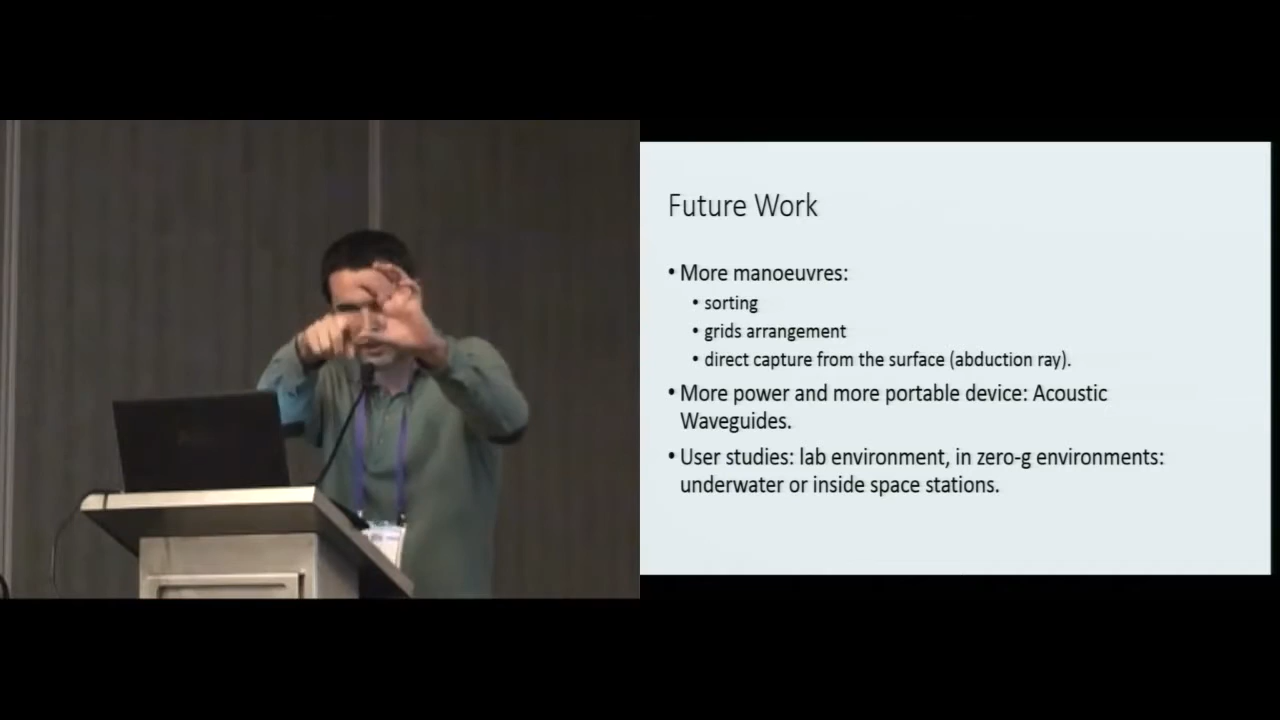 Future Work
• More manoeuvres:
• sorting
• grids arrangement
• direct capture from the surface (abduction ray).
• More power and more portable device: Acoustic
Waveguides.
• User studies: lab environment, in zero-g environments:
underwater or inside space stations.